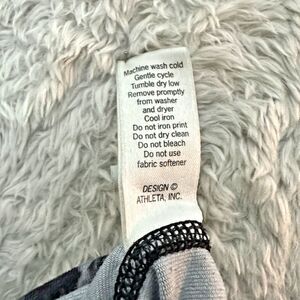 Machine wash cold
Gentle cycle
Tumble dry low
Remove promptly
from washer
and dryer
Cool iron
Do not iron print
Do not dry clean
Do not bleach
Do not use
fabric softener
DESIGN ©
ATHLETA, INC.